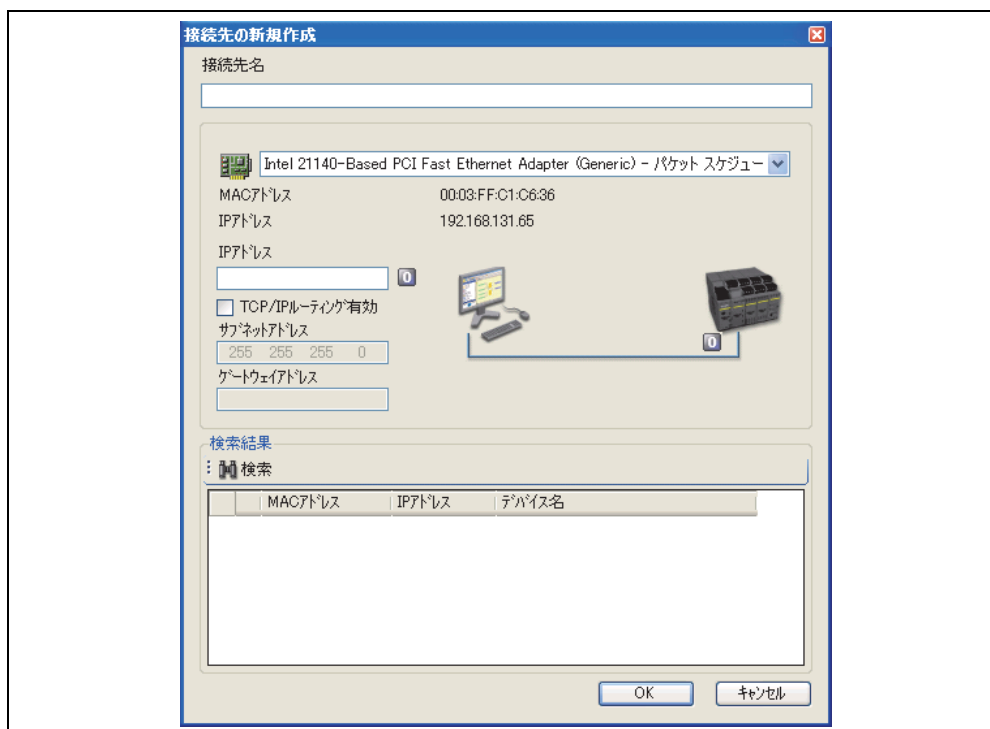 接続先の新規作成
接続先名
Intel 21140-Based PCI Fast Ethernet Adapter (Generic) - パケット スケジュー
MACｱﾄﾞﾚｽ 00:03:FF:C1:C6:36
IPｱﾄﾞﾚｽ 192.168.131.65
IPｱﾄﾞﾚｽ
0
TCP/IPﾙｰﾃｨﾝｸﾞ有効
ｻﾌﾞﾈｯﾄｱﾄﾞﾚｽ
255 255 255 0
0
ｹﾞｰﾄｳｪｲｱﾄﾞﾚｽ
検索結果
検索
MACｱﾄﾞﾚｽ IPｱﾄﾞﾚｽ ﾃﾞﾊﾞｲｽ名
OK ｷｬﾝｾﾙ